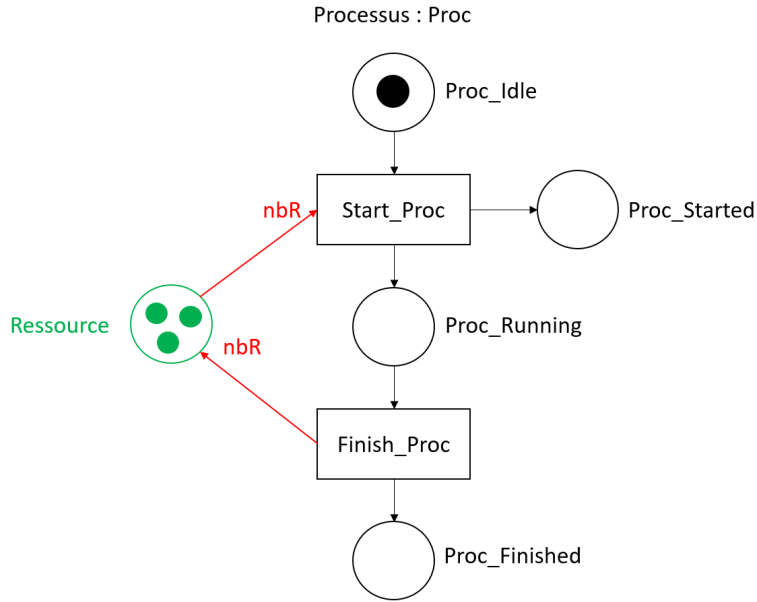 Processus : Proc
Proc_Idle
nbR
Start_Proc
Proc_Started
Ressource
nbR
Proc_Running
Finish_Proc
Proc_Finished